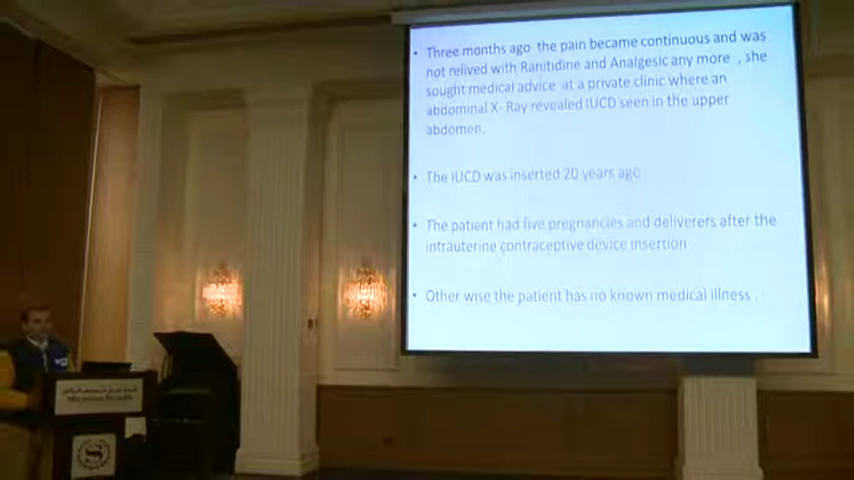 • Three months ago the pain became continuous and was
not relived with Ranitidine and Analgesic any more , she
sought medical advice at a private clinic where an
abdominal X- Ray revealed IUCD seen in the upper
abdomen.
• The IUCD was inserted 20 years ago
• The patient had five pregnancies and deliverers after the
intrauterine contraceptive device insertion
• Other wise the patient has no known medical illness .